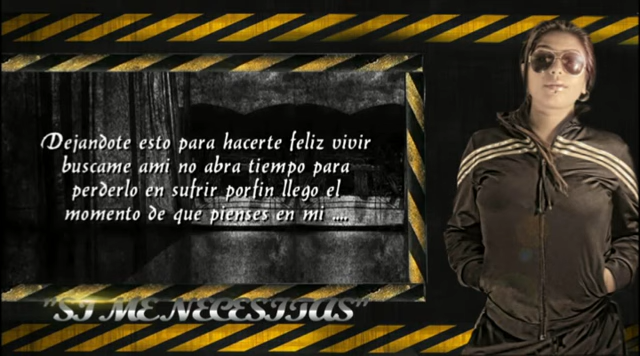 Dejandote esto para hacerte feliz vivir
buscame ami no abra tiempo para
perderlo en sufrir porfin llego el
momento de que pienses en mi ....
"SI ME NECESITAS"